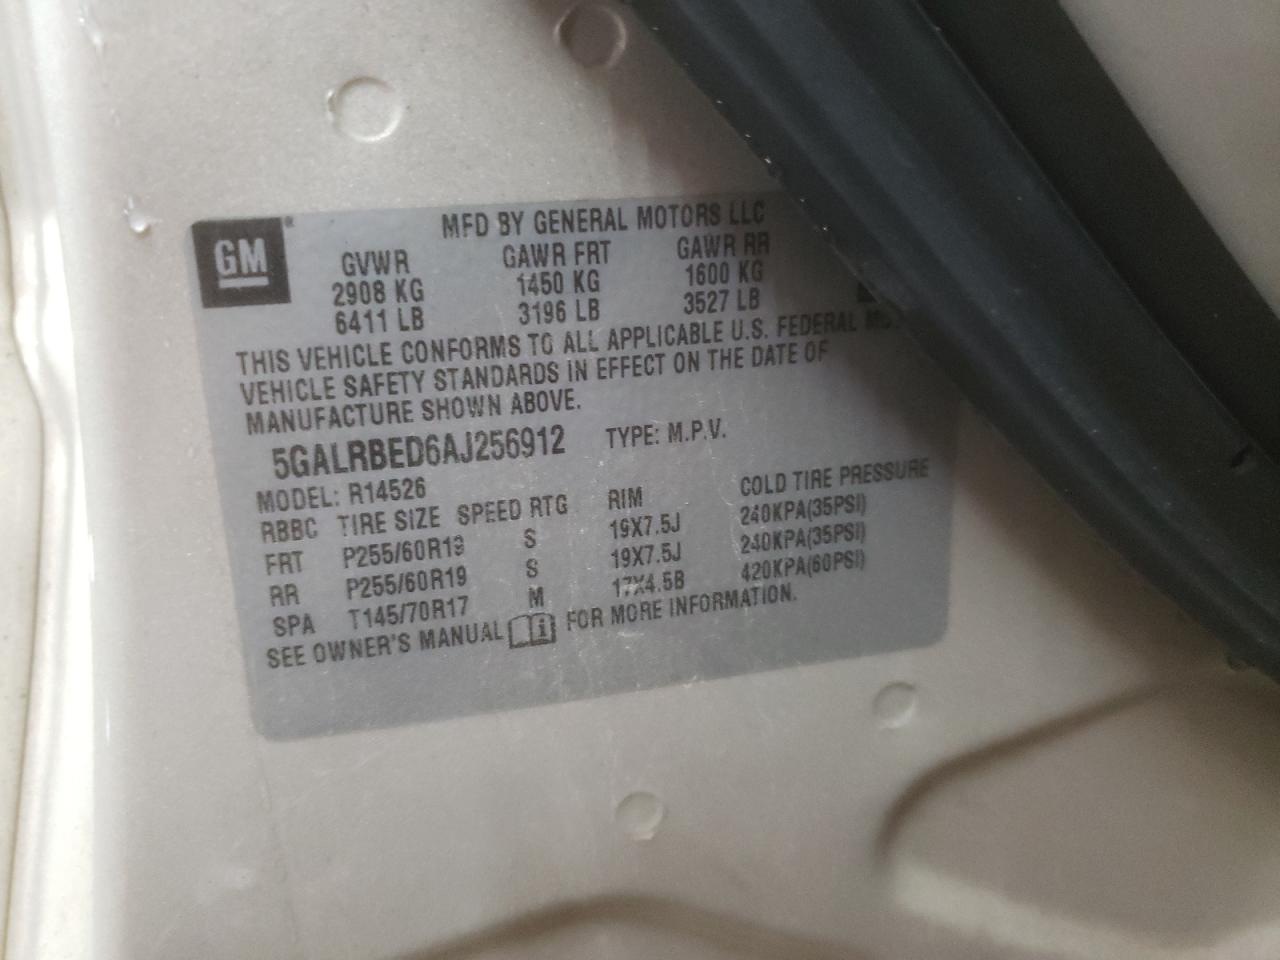 GM
MFD BY GENERAL MOTORS LLC
GVWR GAWR FRT GAWR RR
2908 KG 1450 KG 1600 KG
6411 LB 3196 LB 3527 LB
THIS VEHICLE CONFORMS TO ALL APPLICABLE U.S. FEDERAL
VEHICLE SAFETY STANDARDS IN EFFECT ON THE DATE OF
MANUFACTURE SHOWN ABOVE.
5GALRBED6AJ256912 TYPE: M.P.V.
MODEL: R14526
RBBC TIRE SIZE SPEED RTG RIM COLD TIRE PRESSURE
FRT P255/60R19 S 19X7.5J 240KPA(35PSI)
RR P255/60R19 S 19X7.5J 240KPA(35PSI)
SPA T145/70R17 M 17X4.5B 420KPA(60PSI)
SEE OWNER'S MANUAL FOR MORE INFORMATION.